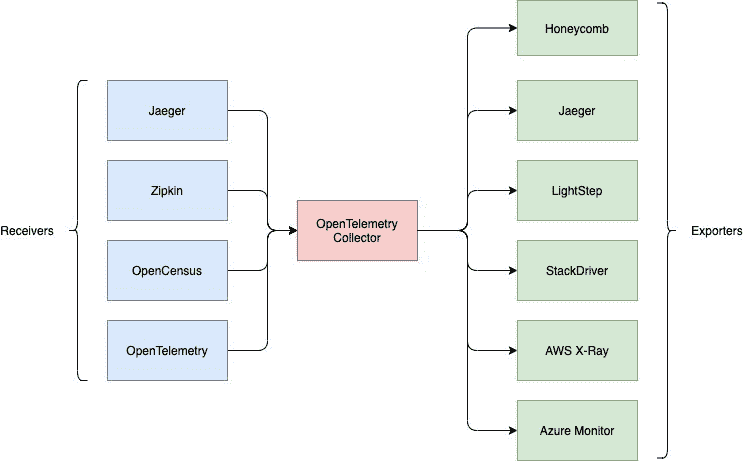 Receivers
Jaeger
Zipkin
OpenCensus
OpenTelemetry
OpenTelemetry
Collector
Honeycomb
Jaeger
LightStep
StackDriver
AWS X-Ray
Azure Monitor
Exporters